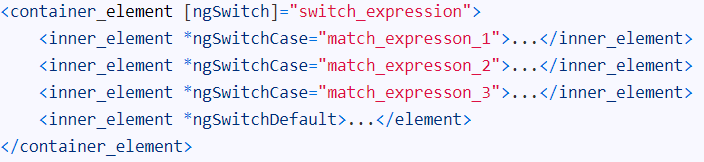 <container_element [ngSwitch]="switch_expression">
    <inner_element *ngSwitchCase="match_expresson_1">...</inner_element>
    <inner_element *ngSwitchCase="match_expresson_2">...</inner_element>
    <inner_element *ngSwitchCase="match_expresson_3">...</inner_element>
    <inner_element *ngSwitchDefault>...</element>
</container_element>